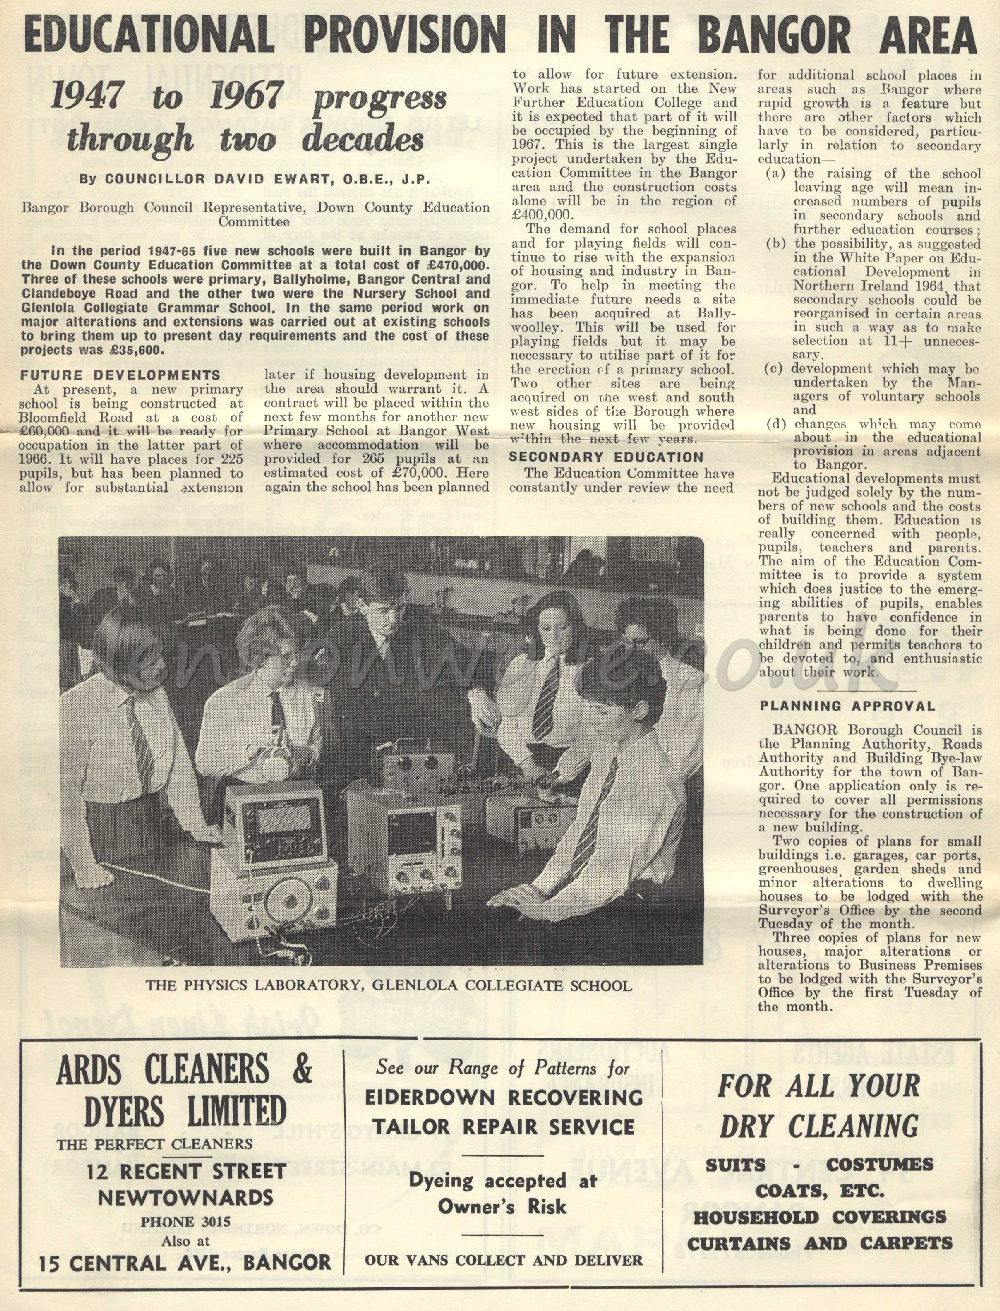 EDUCATIONAL PROVISION IN THE BANGOR AREA
1947 to 1967 progress
through two decades
By COUNCILLOR DAVID EWART, O.B.E., J.P.
Bangor Borough Council Representative, Down County Education
Committee
In the period 1947-65 five new schools were built in Bangor by
the Down County Education Committee at a total cost of £470,000.
Three of these schools were primary, Ballyholme, Bangor Central and
Clandeboye Road and the other two were the Nursery School and
Glenlola Collegiate Grammar School. In the same period work on
major alterations and extensions was carried out at existing schools
to bring them up to present day requirements and the cost of these
projects was £35,600.
FUTURE DEVELOPMENTS
At present, a new primary
school is being constructed at
Bloomfield Road at a cost of
£60,000 and it will be ready for
occupation in the latter part of
1966. It will have places for 225
pupils, but has been planned to
allow for substantial extension
later if housing development in
the area should warrant it. A
contract will be placed within the
next few months for another new
Primary School at Bangor West
where accommodation will be
provided for 265 pupils at an
estimated cost of £70,000. Here
again the school has been planned
to allow for future extension.
Work has started on the New
Further Education College and
it is expected that part of it will
be occupied by the beginning of
1967. This is the largest single
project undertaken by the Edu-
cation Committee in the Bangor
area and the construction costs
alone will be in the region of
£400,000.
The demand for school places
and for playing fields will con-
tinue to rise with the expansion
of housing and industry in Ban-
gor. To help in meeting the
immediate future needs a site
has been acquired at Bally-
woolley. This will be used for
playing fields but it may be
necessary to utilise part of it for
the erection of a primary school.
Two other sites are being
acquired on the west and south
west sides of the Borough where
new housing will be provided
within the next few years.
SECONDARY EDUCATION
The Education Committee have
constantly under review the need
for additional school places in
areas such as Bangor where
rapid growth is a feature but
there are other factors which
have to be considered, particu-
larly in relation to secondary
education—
(a) the raising of the school
leaving age will mean in-
creased numbers of pupils
in secondary schools and
further education courses;
(b) the possibility, as suggested
in the White Paper on Edu-
cational Development in
Northern Ireland 1964, that
secondary schools could be
reorganised in certain areas
in such a way as to make
selection at 11+ unneces-
sary.
(c) development which may be
undertaken by the Man-
agers of voluntary schools
and
(d) changes which may come
about in the educational
provision in areas adjacent
to Bangor.
Educational developments must
not be judged solely by the num-
bers of new schools and the costs
of building them. Education is
really concerned with people,
pupils, teachers and parents.
The aim of the Education Com-
mittee is to provide a system
which does justice to the emerg-
ing abilities of pupils, enables
parents to have confidence in
what is being done for their
children and permits teachers to
be devoted to, and enthusiastic
about their work.
PLANNING APPROVAL
BANGOR Borough Council is
the Planning Authority, Roads
Authority and Building Bye-law
Authority for the town of Ban-
gor. One application only is re-
quired to cover all permissions
necessary for the construction of
a new building.
Two copies of plans for small
buildings i.e. garages, car ports,
greenhouses, garden sheds and
minor alterations to dwelling
houses to be lodged with the
Surveyor's Office by the second
Tuesday of the month.
Three copies of plans for new
houses, major alterations or
alterations to Business Premises
to be lodged with the Surveyor's
Office by the first Tuesday of
the month.
THE PHYSICS LABORATORY, GLENLOLA COLLEGIATE SCHOOL
ARDS CLEANERS &
DYERS LIMITED
THE PERFECT CLEANERS
12 REGENT STREET
NEWTOWNARDS
PHONE 3015
Also at
15 CENTRAL AVE., BANGOR
See our Range of Patterns for
EIDERDOWN RECOVERING
TAILOR REPAIR SERVICE
Dyeing accepted at
Owner's Risk
OUR VANS COLLECT AND DELIVER
FOR ALL YOUR
DRY CLEANING
SUITS - COSTUMES
COATS, ETC.
HOUSEHOLD COVERINGS
CURTAINS AND CARPETS